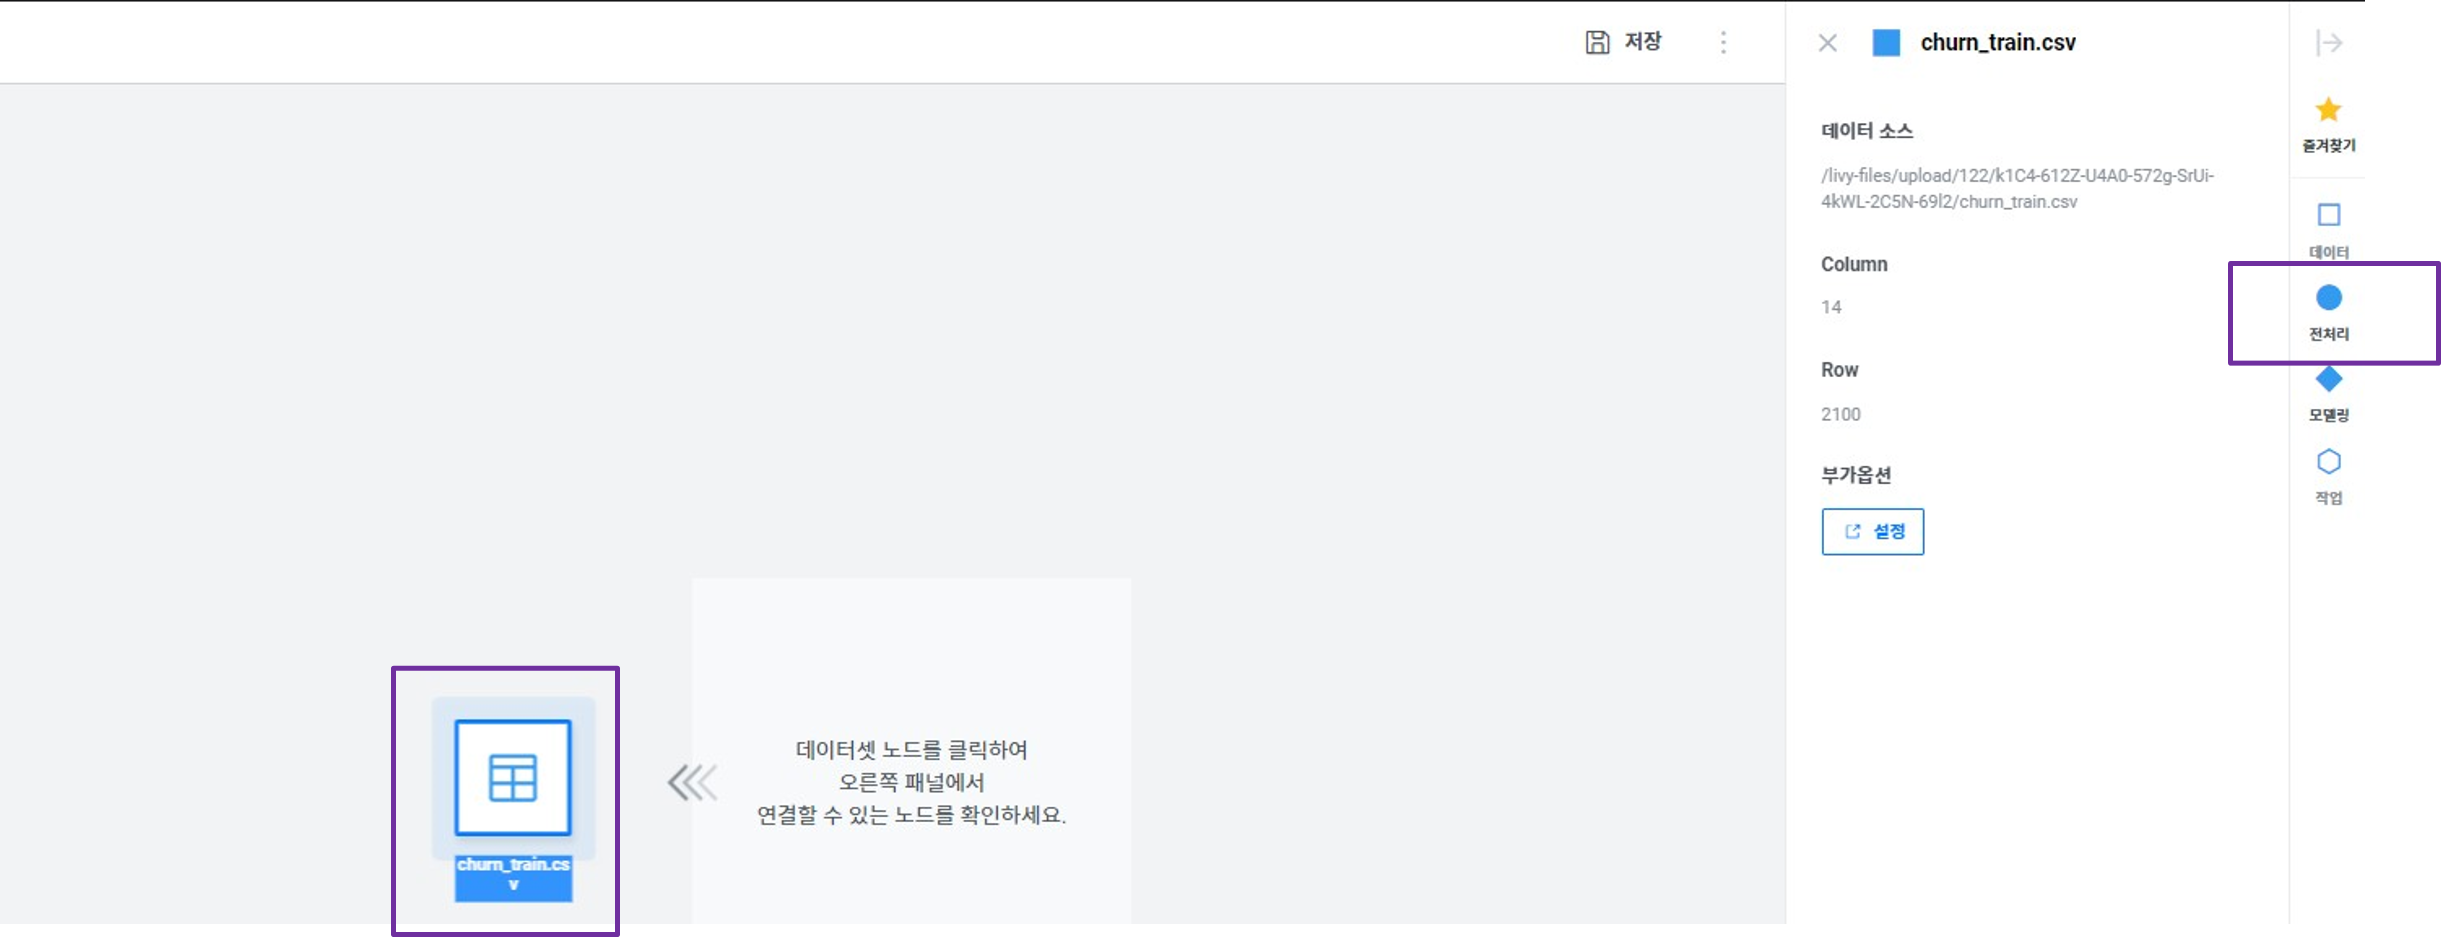 저장
churn_train.csv
데이터 소스
/livy-files/upload/122/k1C4-612Z-U4A0-572g-SrUi-
4kWL-2C5N-69l2/churn_train.csv
Column
14
Row
2100
부가옵션
설정
즐겨찾기
데이터
전처리
모델링
작업
churn_train.cs
v
데이터셋 노드를 클릭하여
오른쪽 패널에서
연결할 수 있는 노드를 확인하세요.